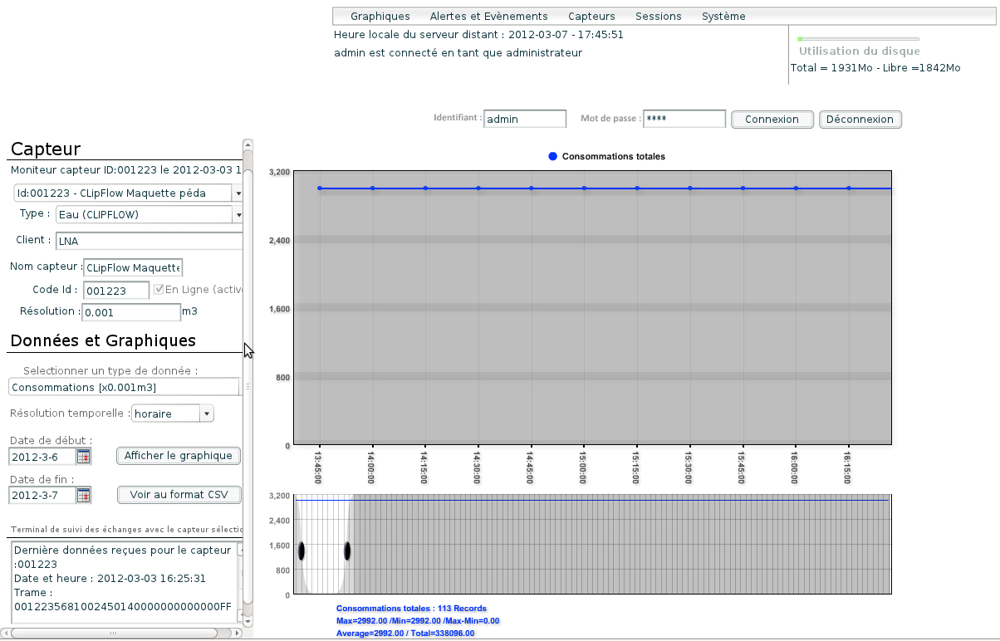 Graphiques Alertes et Evènements Capteurs Sessions Système
Heure locale du serveur distant : 2012-03-07 - 17:45:51
admin est connecté en tant que administrateur
Utilisation du disque
Total = 1931Mo - Libre =1842Mo
Identifiant : admin Mot de passe : **** Connexion Déconnexion
Capteur
Moniteur capteur ID:001223 le 2012-03-03 1
Id:001223 - CLipFlow Maquette péda
Type : Eau (CLIPFLOW)
Client : LNA
Nom capteur : CLipFlow Maquette
Code Id : 001223 En Ligne (active
Résolution : 0.001 m3
Données et Graphiques
Selectionner un type de donnée :
Consommations [x0.001m3]
Résolution temporelle : horaire
Date de début :
2012-3-6 Afficher le graphique
Date de fin :
2012-3-7 Voir au format CSV
Terminal de suivi des échanges avec le capteur sélectio
Dernière données reçues pour le capteur
:001223
Date et heure : 2012-03-03 16:25:31
Trame :
00122356810024501400000000000000FF
Consommations totales
3,200
2,400
1,600
800
0
13:45:00 14:00:00 14:15:00 14:30:00 14:45:00 15:00:00 15:15:00 15:30:00 15:45:00 16:00:00 16:15:00
3,200
2,400
1,600
800
0
Consommations totales : 113 Records
Max=2992.00 /Min=2992.00 /Max-Min=0.00
Average=2992.00 / Total=338096.00